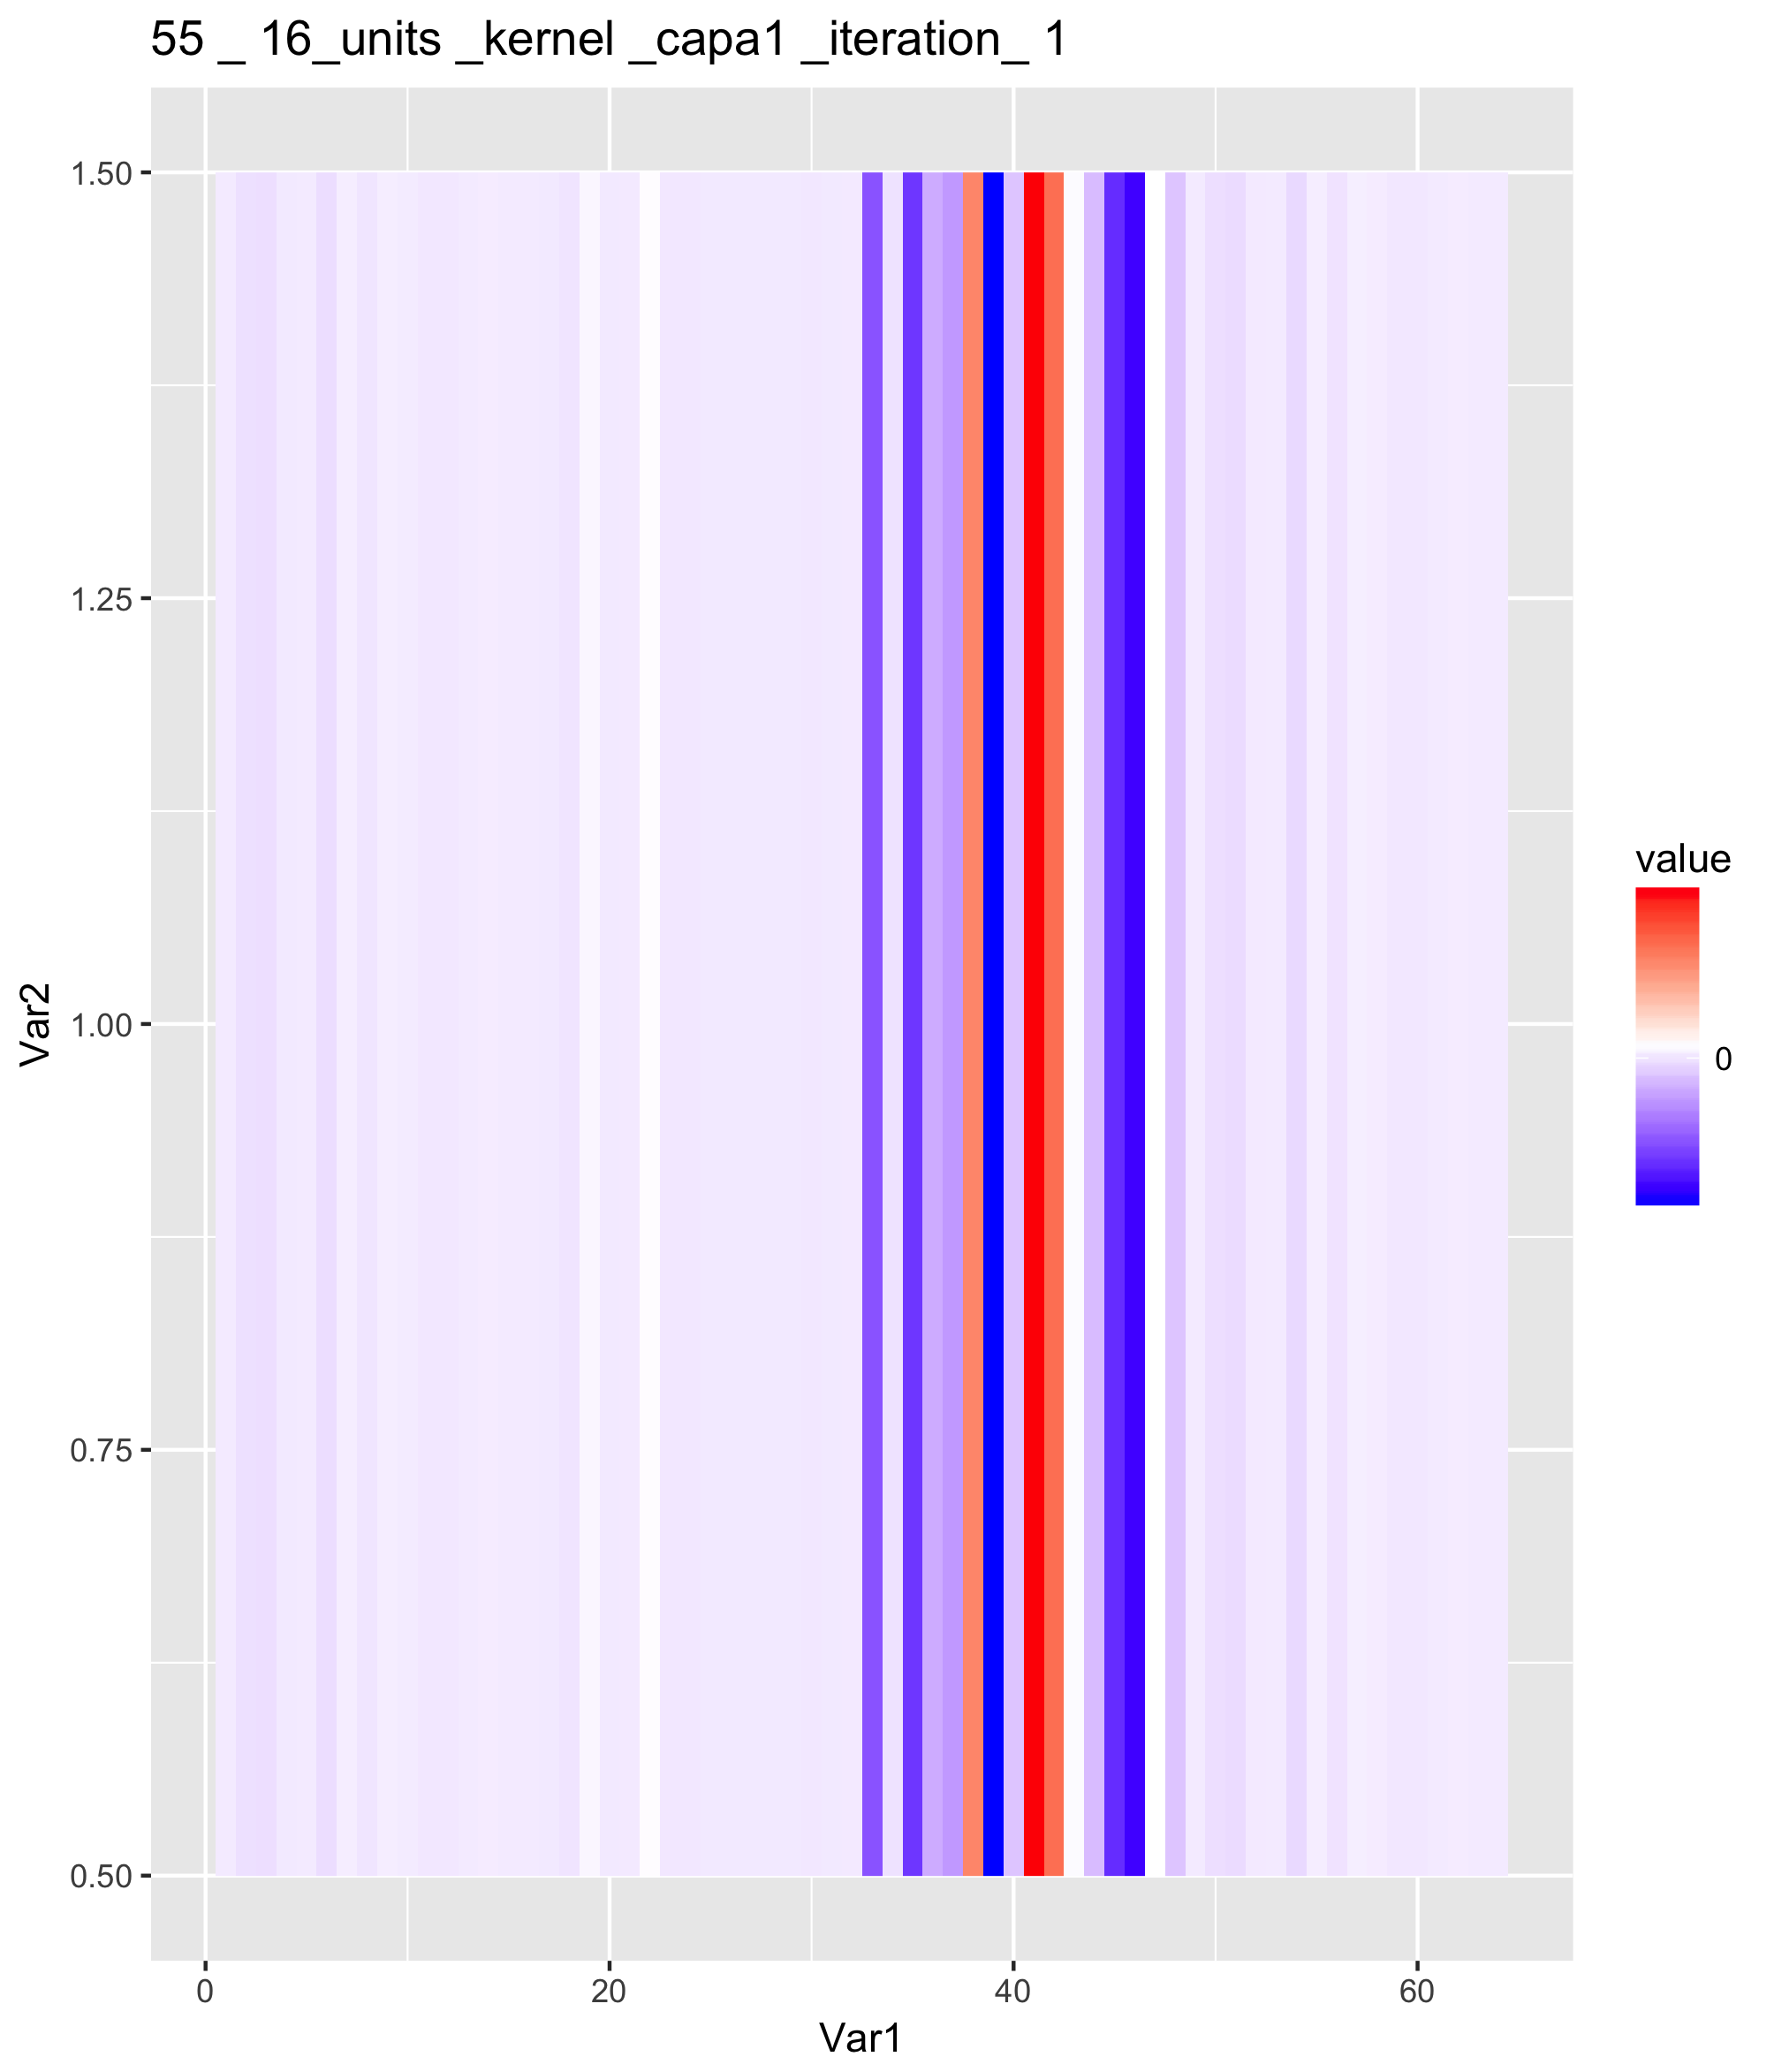 55 _ 16_units _kernel _capa1 _iteration_ 1
1.50
1.25
1.00
0.75
0.50
Var2
0
20
40
60
Var1
value
0